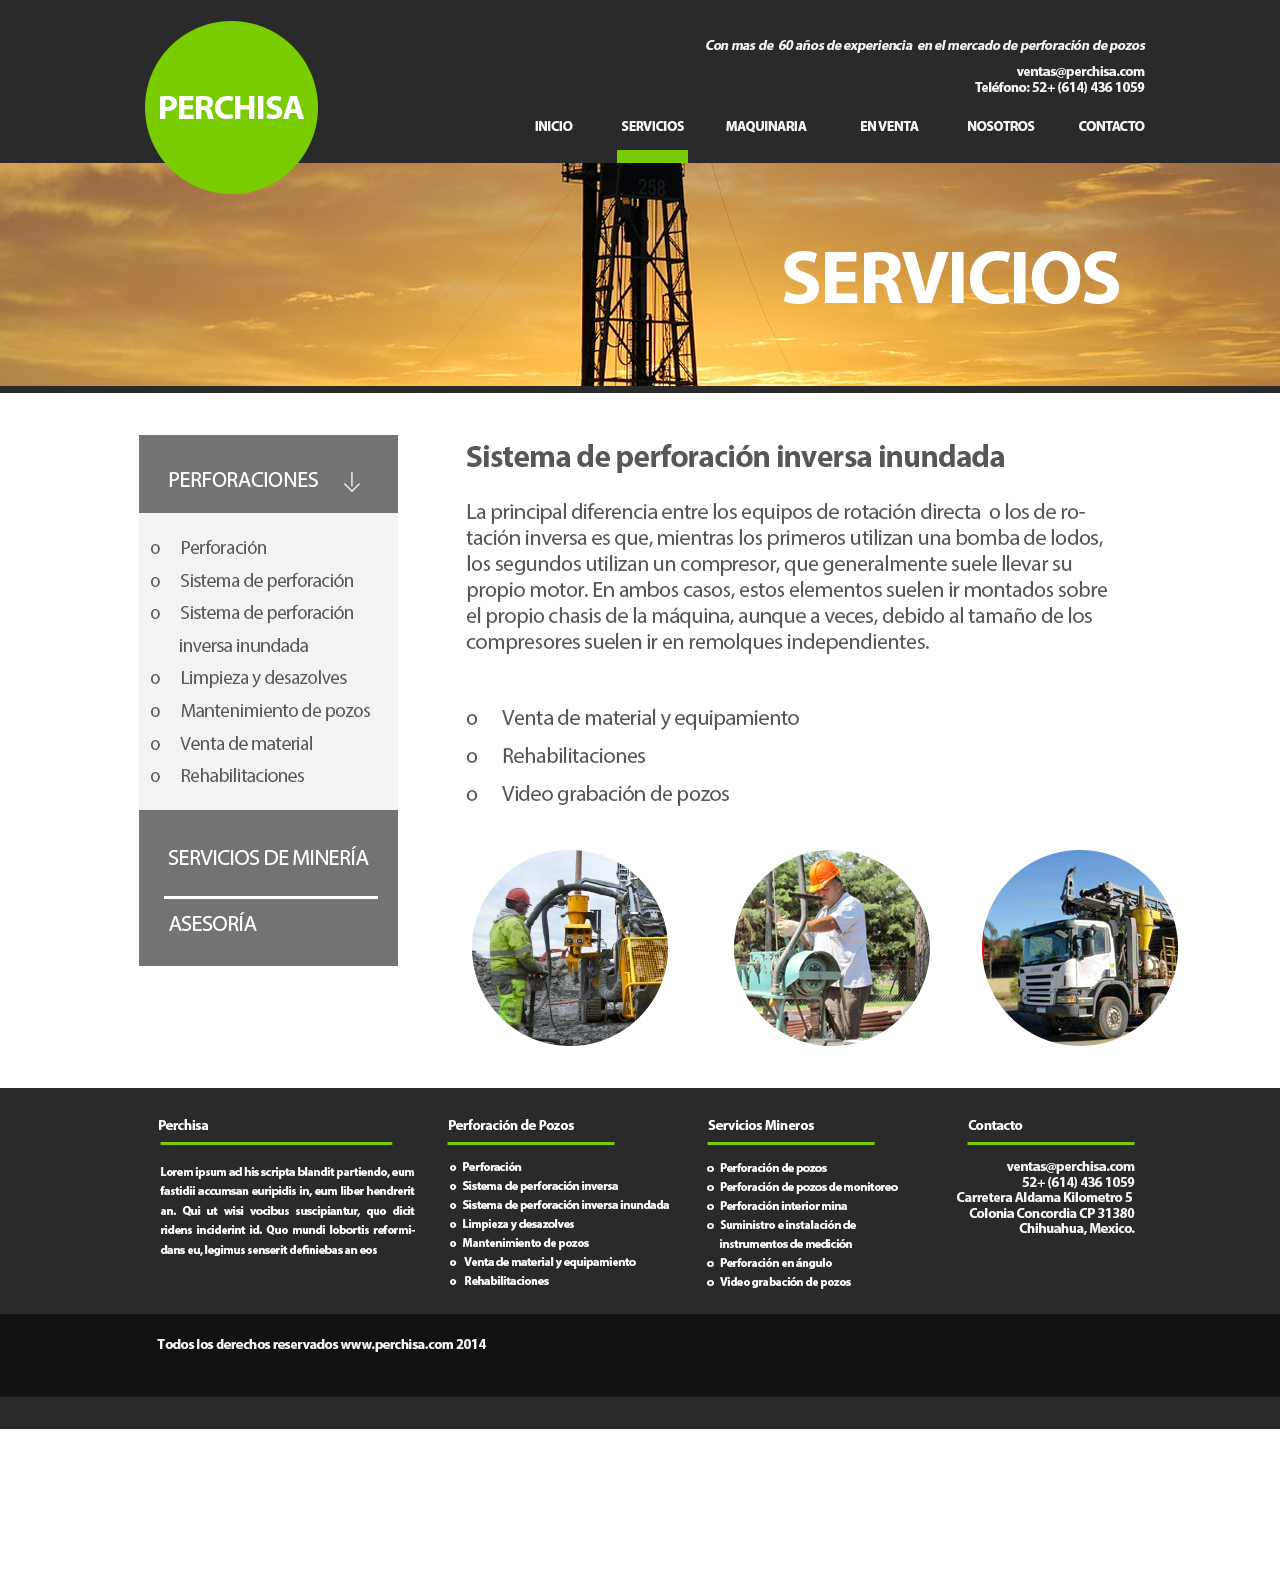 Con mas de 60 años de experiencia en el mercado de perforación de pozos
ventas@perchisa.com
Teléfono: 52+ (614) 436 1059
PERCHISA
INICIO SERVICIOS MAQUINARIA EN VENTA NOSOTROS CONTACTO
258
SERVICIOS
PERFORACIONES
o Perforación
o Sistema de perforación
o Sistema de perforación
inversa inundada
o Limpieza y desazolves
o Mantenimiento de pozos
o Venta de material
o Rehabilitaciones
SERVICIOS DE MINERÍA
ASESORÍA
Sistema de perforación inversa inundada
La principal diferencia entre los equipos de rotación directa o los de ro-
tación inversa es que, mientras los primeros utilizan una bomba de lodos,
los segundos utilizan un compresor, que generalmente suele llevar su
propio motor. En ambos casos, estos elementos suelen ir montados sobre
el propio chasis de la máquina, aunque a veces, debido al tamaño de los
compresores suelen ir en remolques independientes.
o Venta de material y equipamiento
o Rehabilitaciones
o Video grabación de pozos
Perchisa
Lorem ipsum ad his scripta blandit partiendo, eum
fastidii accumsan euripidis in, eum liber hendrerit
an. Qui ut wisi vocibus suscipiantur, quo dicit
ridens inciderint id. Quo mundi lobortis reformi-
dans eu, legimus senserit definiebas an eos
Perforación de Pozos
o Perforación
o Sistema de perforación inversa
o Sistema de perforación inversa inundada
o Limpieza y desazolves
o Mantenimiento de pozos
o Venta de material y equipamiento
o Rehabilitaciones
Servicios Mineros
o Perforación de pozos
o Perforación de pozos de monitoreo
o Perforación interior mina
o Suministro e instalación de
instrumentos de medición
o Perforación en ángulo
o Video grabación de pozos
Contacto
ventas@perchisa.com
52+ (614) 436 1059
Carretera Aldama Kilometro 5
Colonia Concordia CP 31380
Chihuahua, Mexico.
Todos los derechos reservados www.perchisa.com 2014